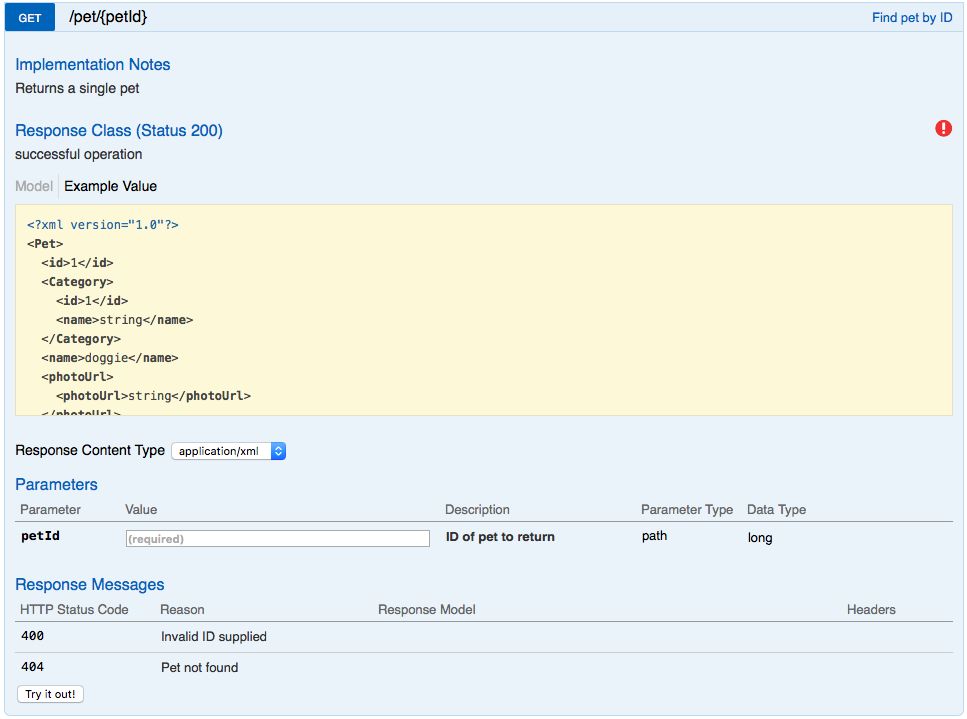 GET /pet/{petId} Find pet by ID
Implementation Notes
Returns a single pet
Response Class (Status 200)
successful operation
Model Example Value
<?xml version="1.0"?>
<Pet>
  <id>1</id>
  <Category>
    <id>1</id>
    <name>string</name>
  </Category>
  <name>doggie</name>
  <photoUrl>
    <photoUrl>string</photoUrl>
  </photoUrl>
Response Content Type application/xml
Parameters
Parameter Value Description Parameter Type Data Type
petId (required) ID of pet to return path long
Response Messages
HTTP Status Code Reason Response Model Headers
400 Invalid ID supplied
404 Pet not found
Try it out!